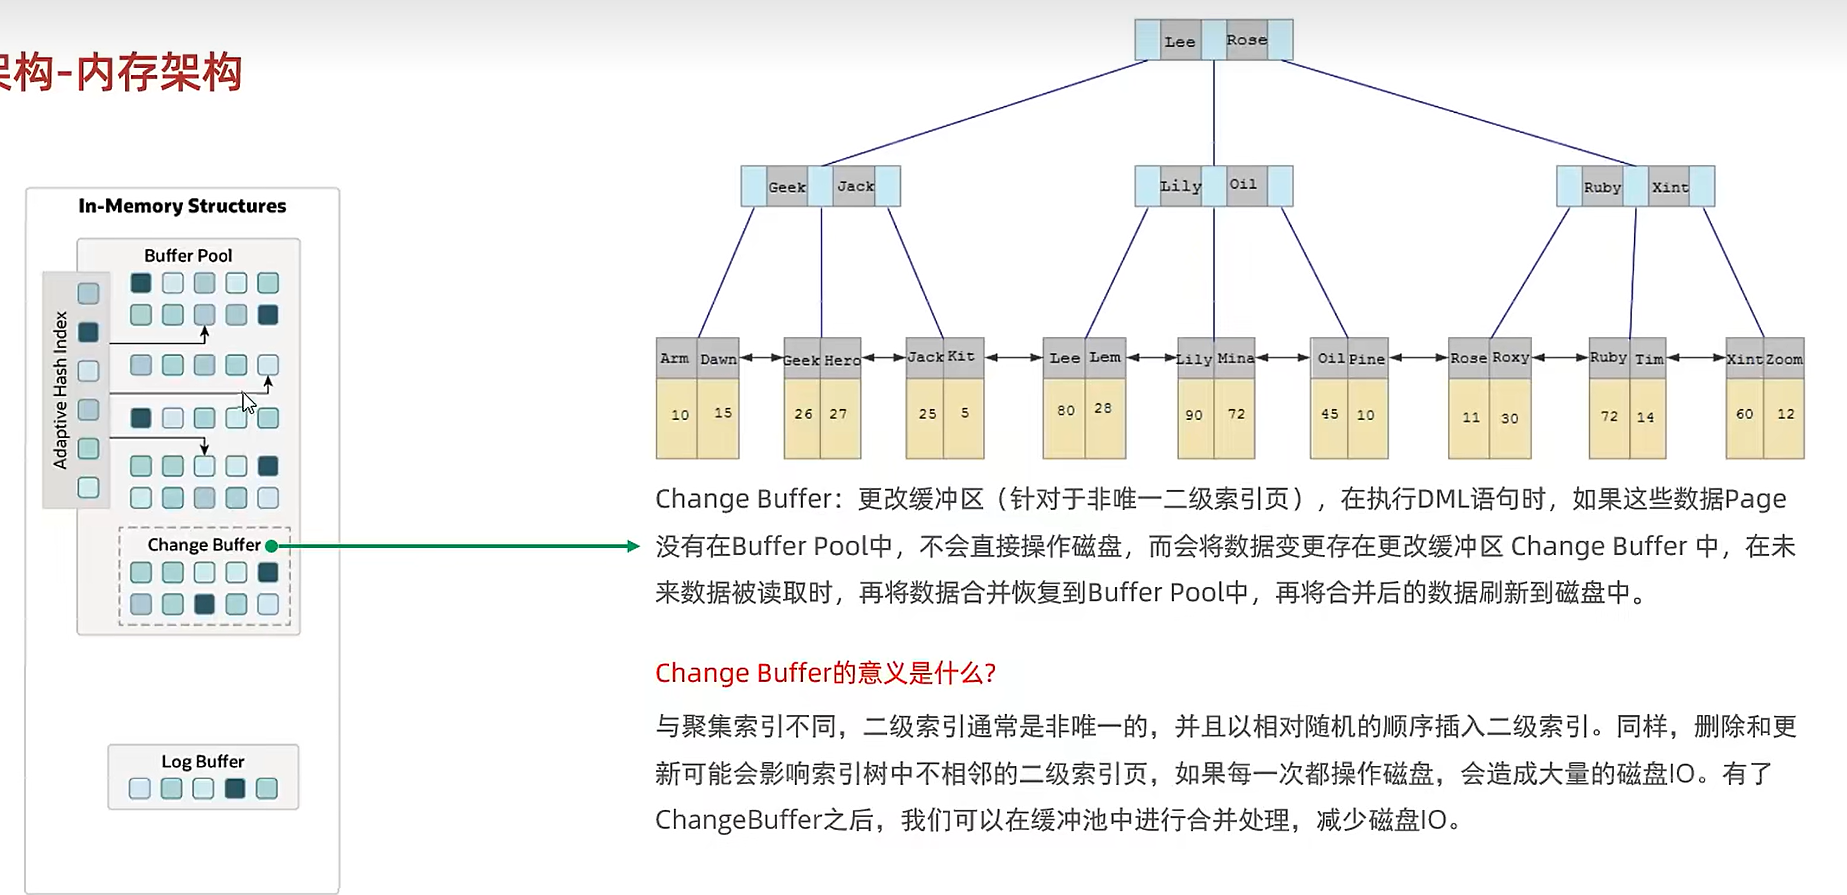 架构-内存架构
Lee Rose
Geek Jack
Lily Oil
Ruby Xint
Arm Dawn Geek Hero Jack Kit Lee Lem Lily Mina Oil Pine Rose Roxy Ruby Tim Xint Zoom
10 15 26 27 25 5 80 28 90 72 45 10 11 30 72 14 60 12
In-Memory Structures
Buffer Pool
Adaptive Hash Index
Change Buffer
Log Buffer
Change Buffer：更改缓冲区（针对于非唯一二级索引页），在执行DML语句时，如果这些数据Page
没有在Buffer Pool中，不会直接操作磁盘，而会将数据变更存在更改缓冲区 Change Buffer 中，在未
来数据被读取时，再将数据合并恢复到Buffer Pool中，再将合并后的数据刷新到磁盘中。
Change Buffer的意义是什么?
与聚集索引不同，二级索引通常是非唯一的，并且以相对随机的顺序插入二级索引。同样，删除和更
新可能会影响索引树中不相邻的二级索引页，如果每一次都操作磁盘，会造成大量的磁盘IO。有了
ChangeBuffer之后，我们可以在缓冲池中进行合并处理，减少磁盘IO。